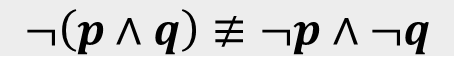 ¬(p ∧ q) ≢ ¬p ∧ ¬q